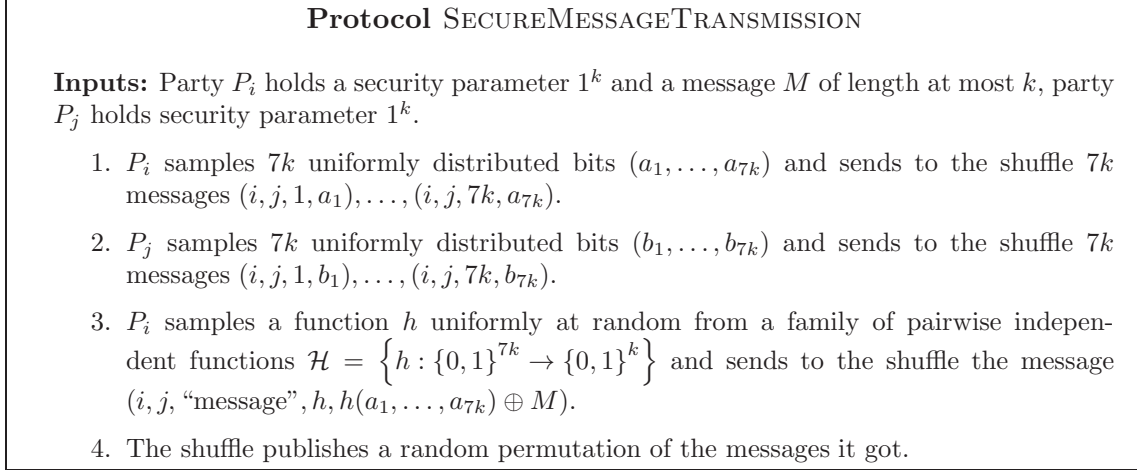 Protocol SECUREMESSAGETRANSMISSION
Inputs: Party P_i holds a security parameter 1^k and a message M of length at most k, party
P_j holds security parameter 1^k.
1. P_i samples 7k uniformly distributed bits (a_1, . . . , a_{7k}) and sends to the shuffle 7k
messages (i, j, 1, a_1), . . . , (i, j, 7k, a_{7k}).
2. P_j samples 7k uniformly distributed bits (b_1, . . . , b_{7k}) and sends to the shuffle 7k
messages (i, j, 1, b_1), . . . , (i, j, 7k, b_{7k}).
3. P_i samples a function h uniformly at random from a family of pairwise indepen-
dent functions H = {h : {0, 1}^{7k} → {0, 1}^k} and sends to the shuffle the message
(i, j, “message”, h, h(a_1, . . . , a_{7k}) ⊕ M).
4. The shuffle publishes a random permutation of the messages it got.